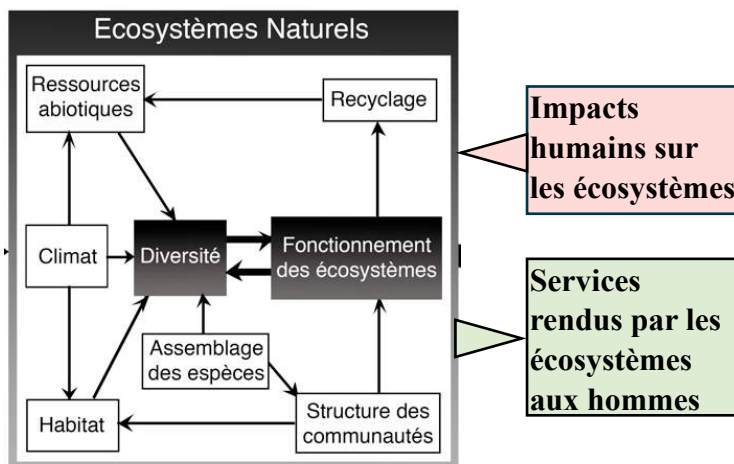 Ecosystèmes Naturels
Ressources
abiotiques
Recyclage
Climat
Diversité
Fonctionnement
des écosystèmes
Assemblage
des espèces
Habitat
Structure des
communautés
Impacts
humains sur
les écosystèmes
Services
rendus par les
écosystèmes
aux hommes